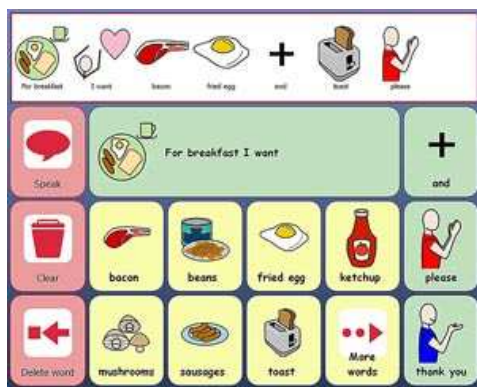 For breakfast I want bacon fried egg and toast please
Speak For breakfast I want and
Clear bacon beans fried egg ketchup please
More
Delete word mushrooms sausages toast words thank you